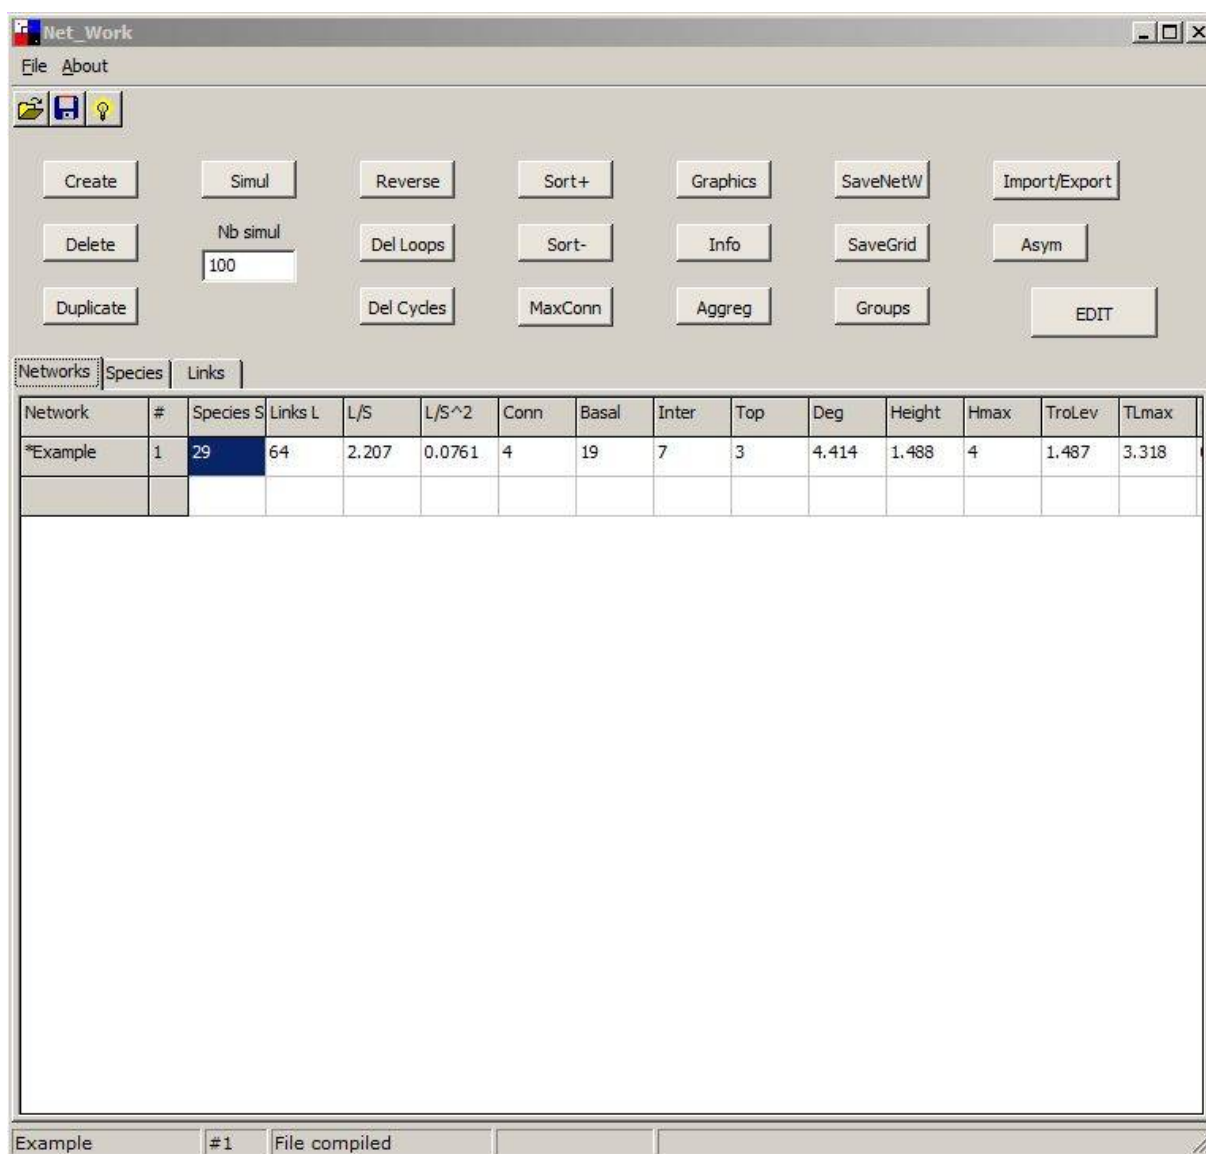 Net_Work
File About
Create Simul Reverse Sort+ Graphics SaveNetW Import/Export
Delete Nb simul Del Loops Sort- Info SaveGrid Asym
100
Duplicate Del Cycles MaxConn Aggreg Groups EDIT
Networks Species Links
Network # Species S Links L L/S L/S^2 Conn Basal Inter Top Deg Height Hmax TroLev TLmax
*Example 1 29 64 2.207 0.0761 4 19 7 3 4.414 1.488 4 1.487 3.318
Example #1 File compiled